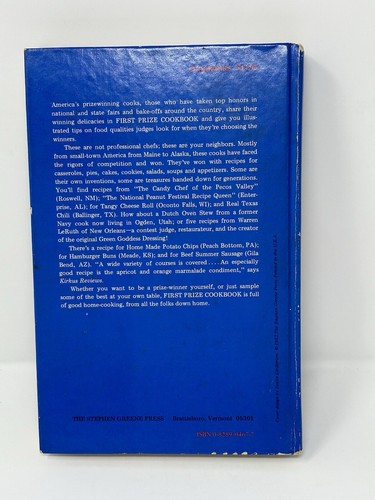 America's prizewinning cooks, those who have taken top honors in
national and state fairs and bake-offs around the country, share their
winning delicacies in FIRST PRIZE COOKBOOK and give you illus-
trated tips on food qualities judges look for when they're choosing the
winners.
These are not professional chefs; these are your neighbors. Mostly
from small-town America from Maine to Alaska, these cooks have faced
the rigors of competition and won. They've won with recipes for
casseroles, pies, cakes, cookies, salads, soups and appetizers. Some are
their own inventions, some are treasures handed down for generations.
You'll find recipes from "The Candy Chef of the Pecos Valley"
(Roswell, NM); "The National Peanut Festival Recipe Queen" (Enter-
prise, AL); for Tangy Cheese Roll (Oconto Falls, WI); and Real Texas
Chili (Ballinger, TX). How about a Dutch Oven Stew from a former
Navy cook now living in Ogden, Utah; or five recipes from Warren
LeRuth of New Orleans—a contest judge, restaurateur, and the creator
of the original Green Goddess Dressing!
There's a recipe for Home Made Potato Chips (Peach Bottom, PA);
for Hamburger Buns (Meade, KS); and for Beef Summer Sausage (Gila
Bend, AZ). "A wide variety of courses is covered.... An especially
good recipe is the apricot and orange marmalade condiment," says
Kirkus Reviews.
Whether you want to be a prize-winner yourself, or just sample
some of the best at your own table, FIRST PRIZE COOKBOOK is full
of good home-cooking, from all the folks down home.
THE STEPHEN GREENE PRESS Brattleboro, Vermont 05301
ISBN